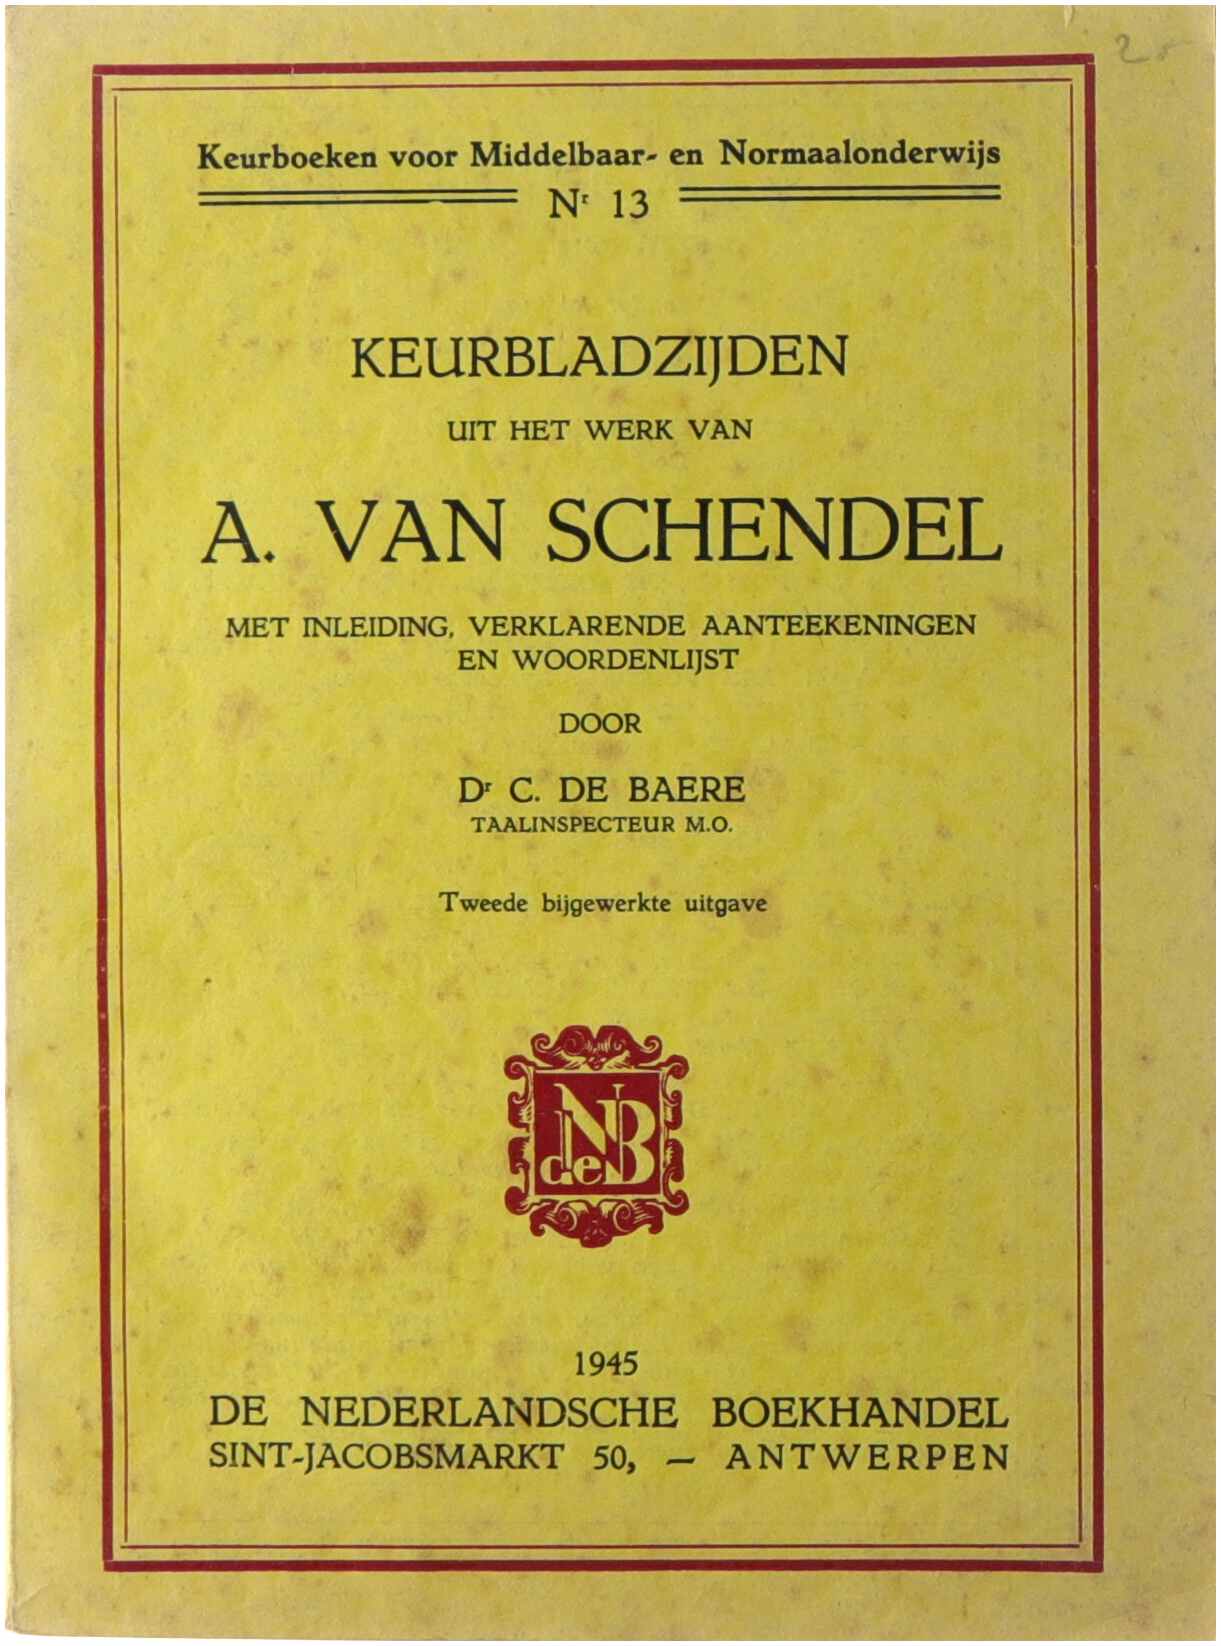 Keurboeken voor Middelbaar- en Normaalonderwijs
Nr 13
KEURBLADZIJDEN
UIT HET WERK VAN
A. VAN SCHENDEL
MET INLEIDING, VERKLARENDE AANTEEKENINGEN
EN WOORDENLIJST
DOOR
Dr C. DE BAERE
TAALINSPECTEUR M.O.
Tweede bijgewerkte uitgave
deNB
1945
DE NEDERLANDSCHE BOEKHANDEL
SINT-JACOBSMARKT 50, — ANTWERPEN